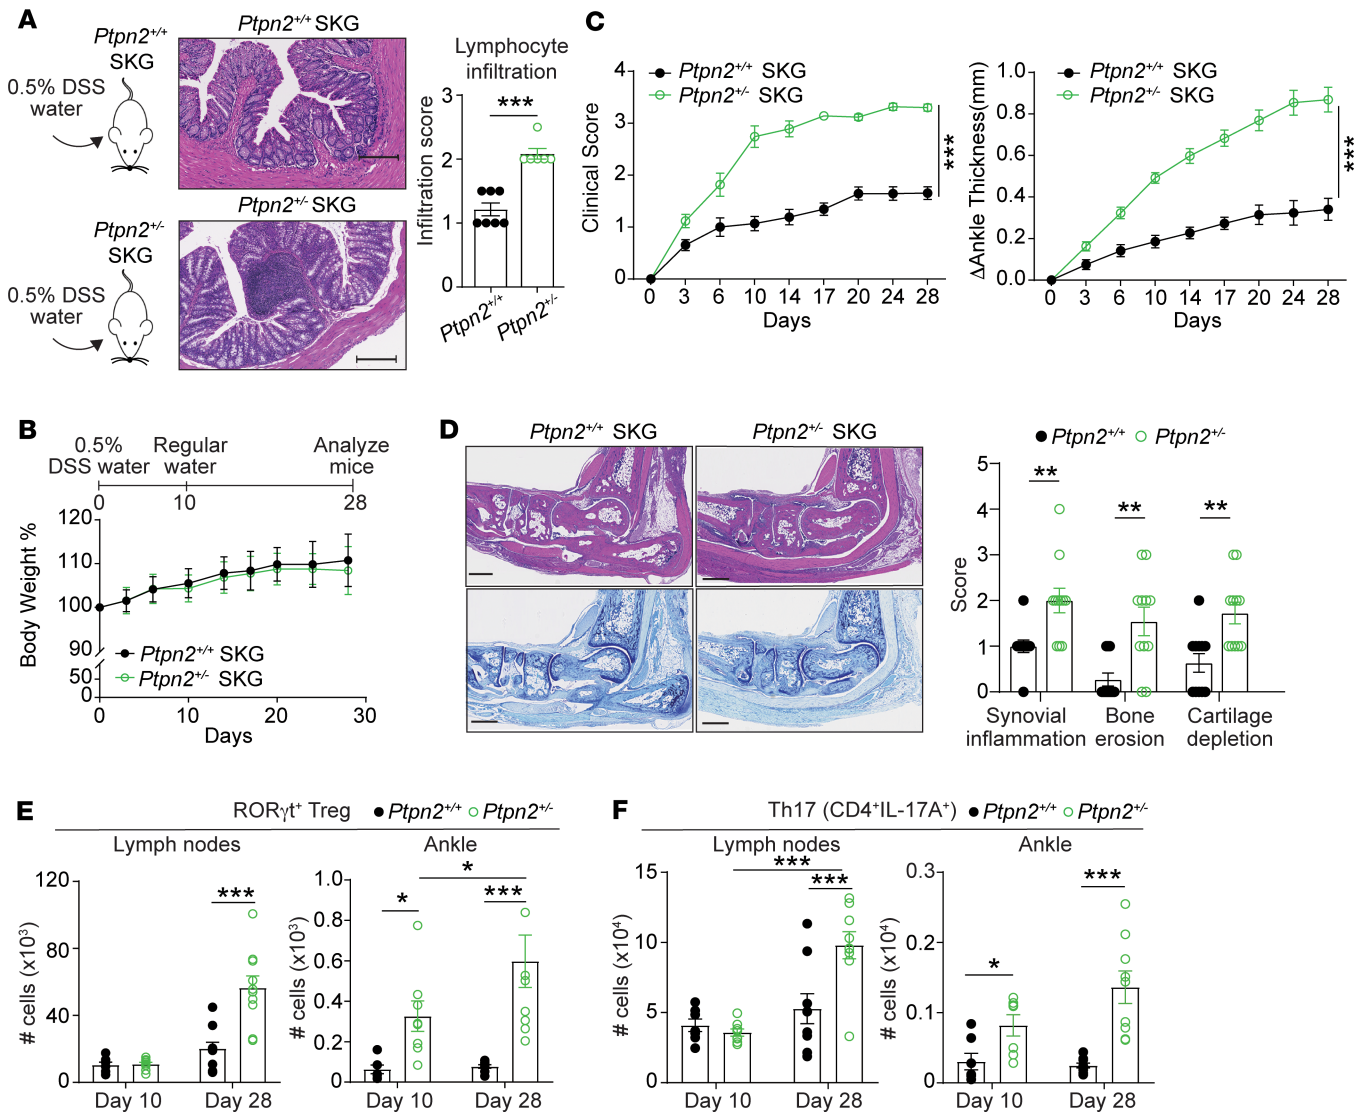 A
Ptpn2+/+
SKG
0.5% DSS
water
Ptpn2+/+ SKG
Ptpn2+/-
SKG
0.5% DSS
water
Ptpn2+/- SKG
Lymphocyte
infiltration
***
Infiltration score
3
2
1
0
Ptpn2+/+
Ptpn2+/-
C
Ptpn2+/+ SKG
Ptpn2+/- SKG
Clinical Score
4
3
2
1
0
***
0 3 6 10 14 17 20 24 28
Days
Ptpn2+/+ SKG
Ptpn2+/- SKG
ΔAnkle Thickness(mm)
1.0
0.8
0.6
0.4
0.2
0.0
***
0 3 6 10 14 17 20 24 28
Days
B
0.5%
DSS water
Regular
water
Analyze
mice
0 10 28
Body Weight %
120
110
100
90
50
0
Ptpn2+/+ SKG
Ptpn2+/- SKG
0 10 20 30
Days
D
Ptpn2+/+ SKG
Ptpn2+/- SKG
Ptpn2+/+ Ptpn2+/-
Score
5
4
3
2
1
0
** ** **
Synovial
inflammation
Bone
erosion
Cartilage
depletion
E
RORγt+ Treg Ptpn2+/+ Ptpn2+/-
Lymph nodes
# cells (x10³)
120
80
40
0
***
Day 10 Day 28
Ankle
# cells (x10³)
1.0
0.8
0.6
0.4
0.2
0
*
* ***
Day 10 Day 28
F
Th17 (CD4+IL-17A+) Ptpn2+/+ Ptpn2+/-
Lymph nodes
# cells (x10⁴)
15
10
5
0
***
***
Day 10 Day 28
Ankle
# cells (x10⁴)
0.3
0.2
0.1
0
* ***
Day 10 Day 28